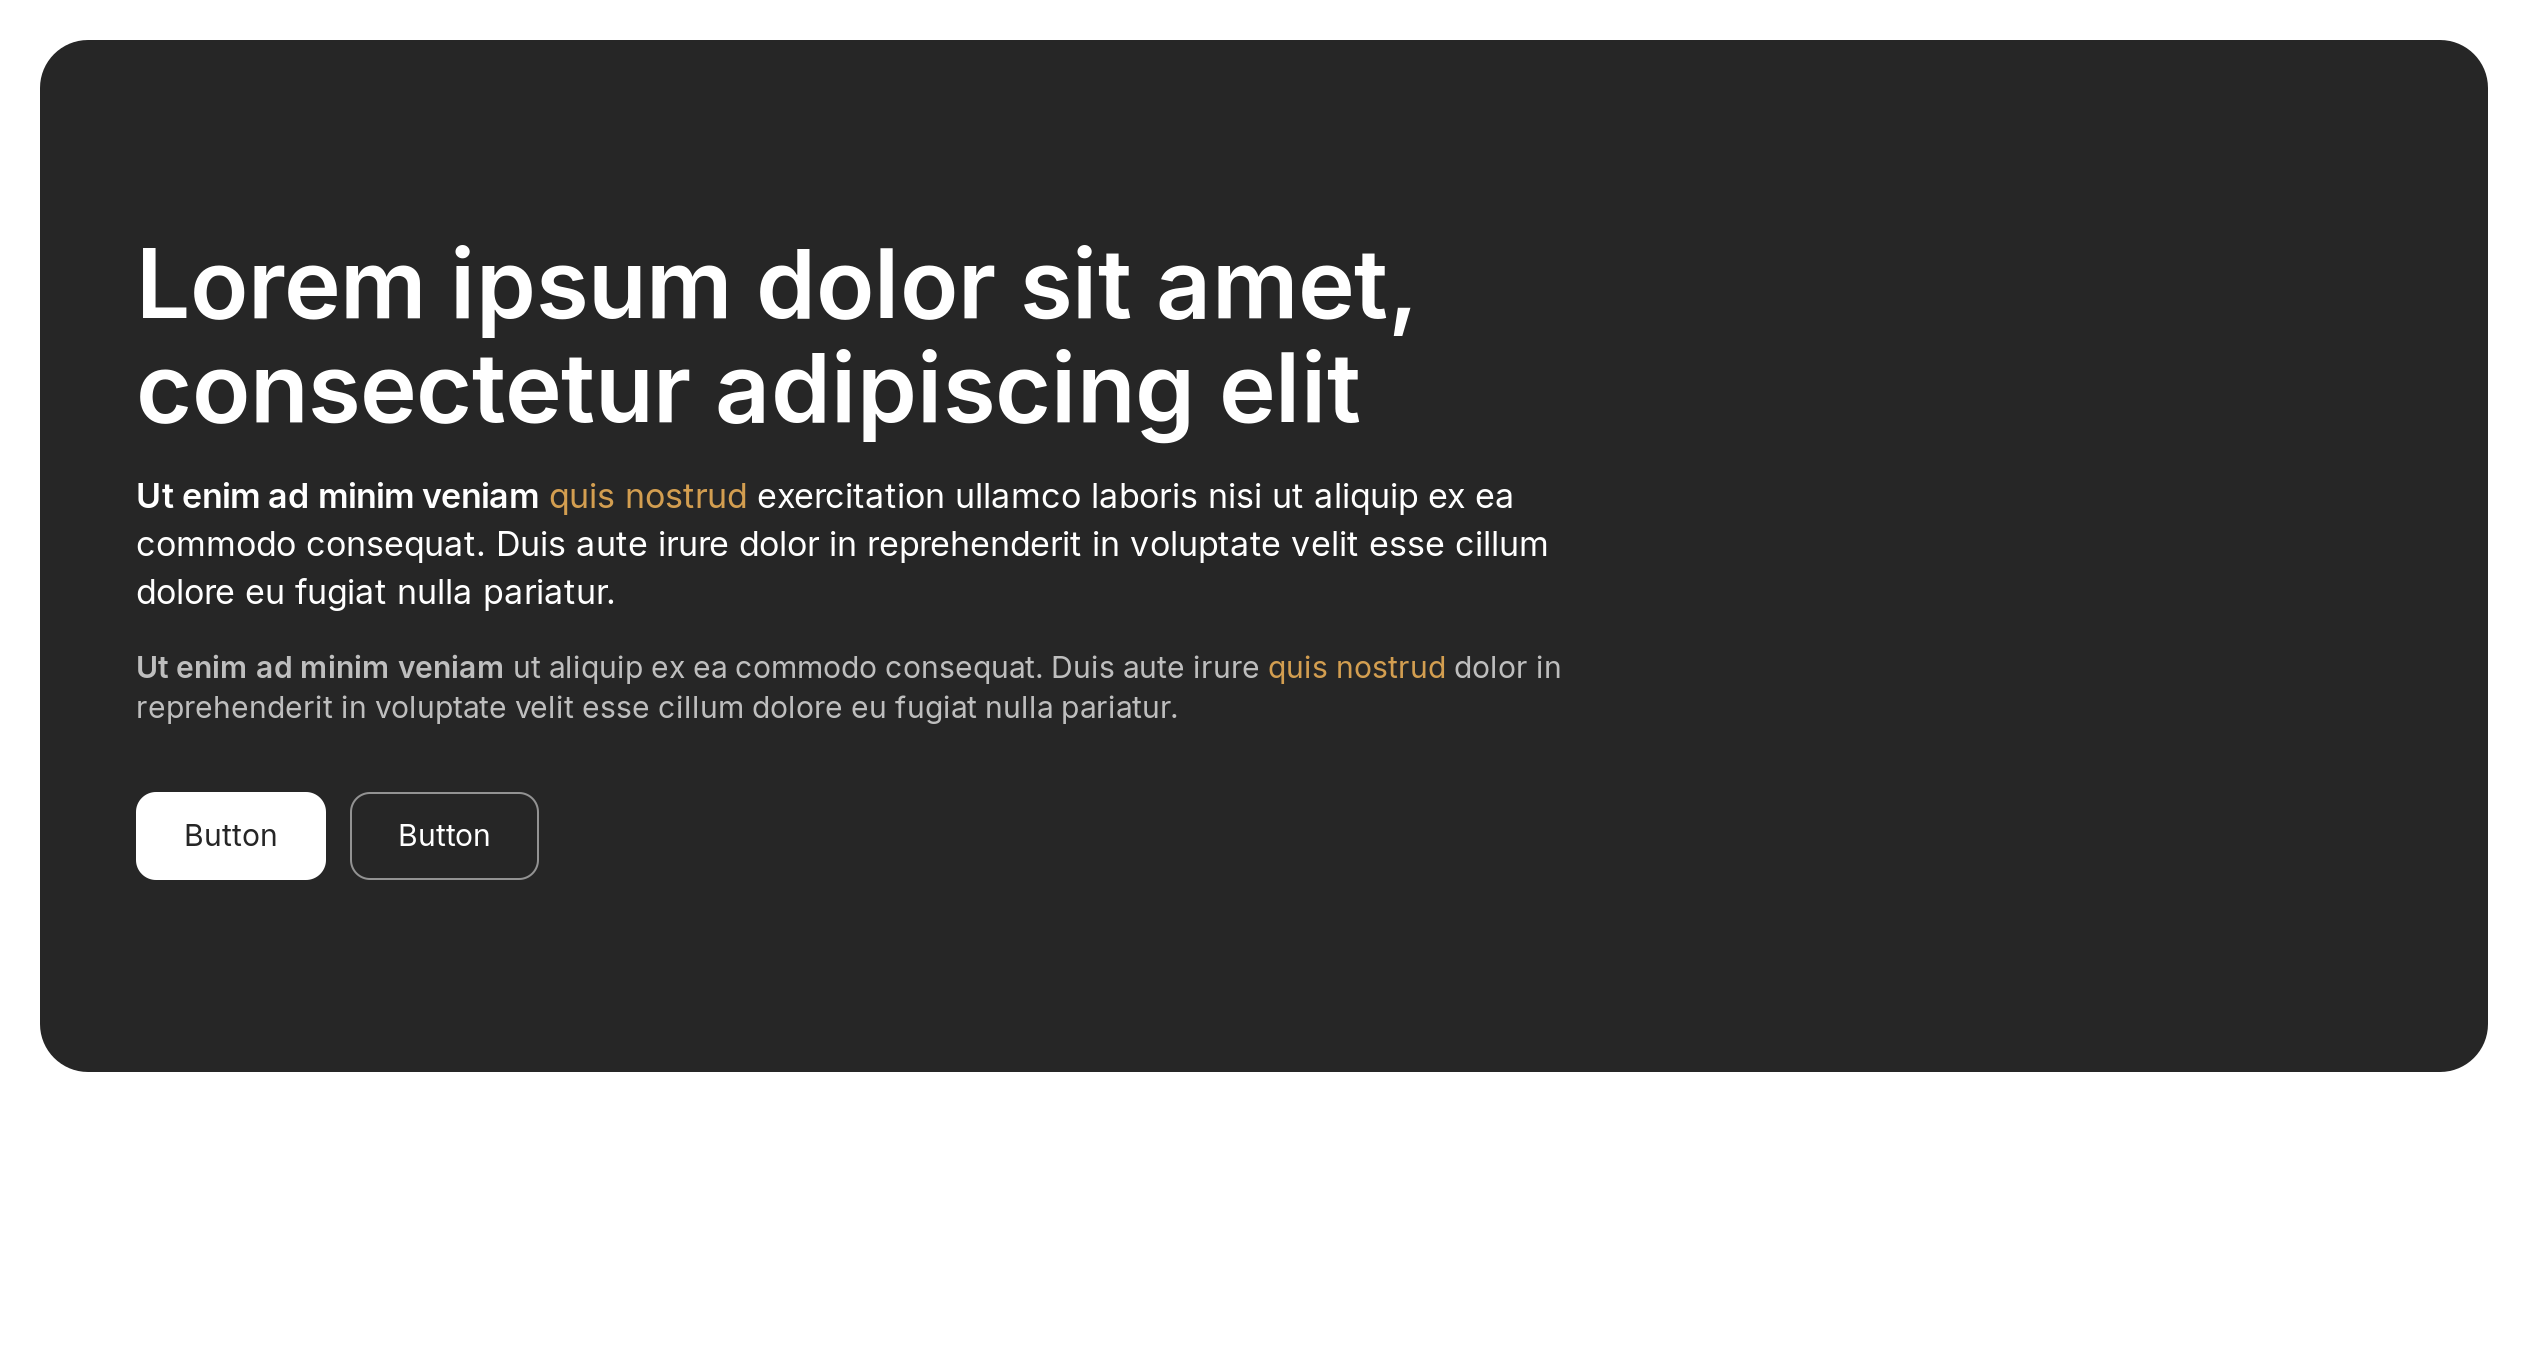 Lorem ipsum dolor sit amet,
consectetur adipiscing elit
Ut enim ad minim veniam quis nostrud exercitation ullamco laboris nisi ut aliquip ex ea
commodo consequat. Duis aute irure dolor in reprehenderit in voluptate velit esse cillum
dolore eu fugiat nulla pariatur.
Ut enim ad minim veniam ut aliquip ex ea commodo consequat. Duis aute irure quis nostrud dolor in
reprehenderit in voluptate velit esse cillum dolore eu fugiat nulla pariatur.
Button Button